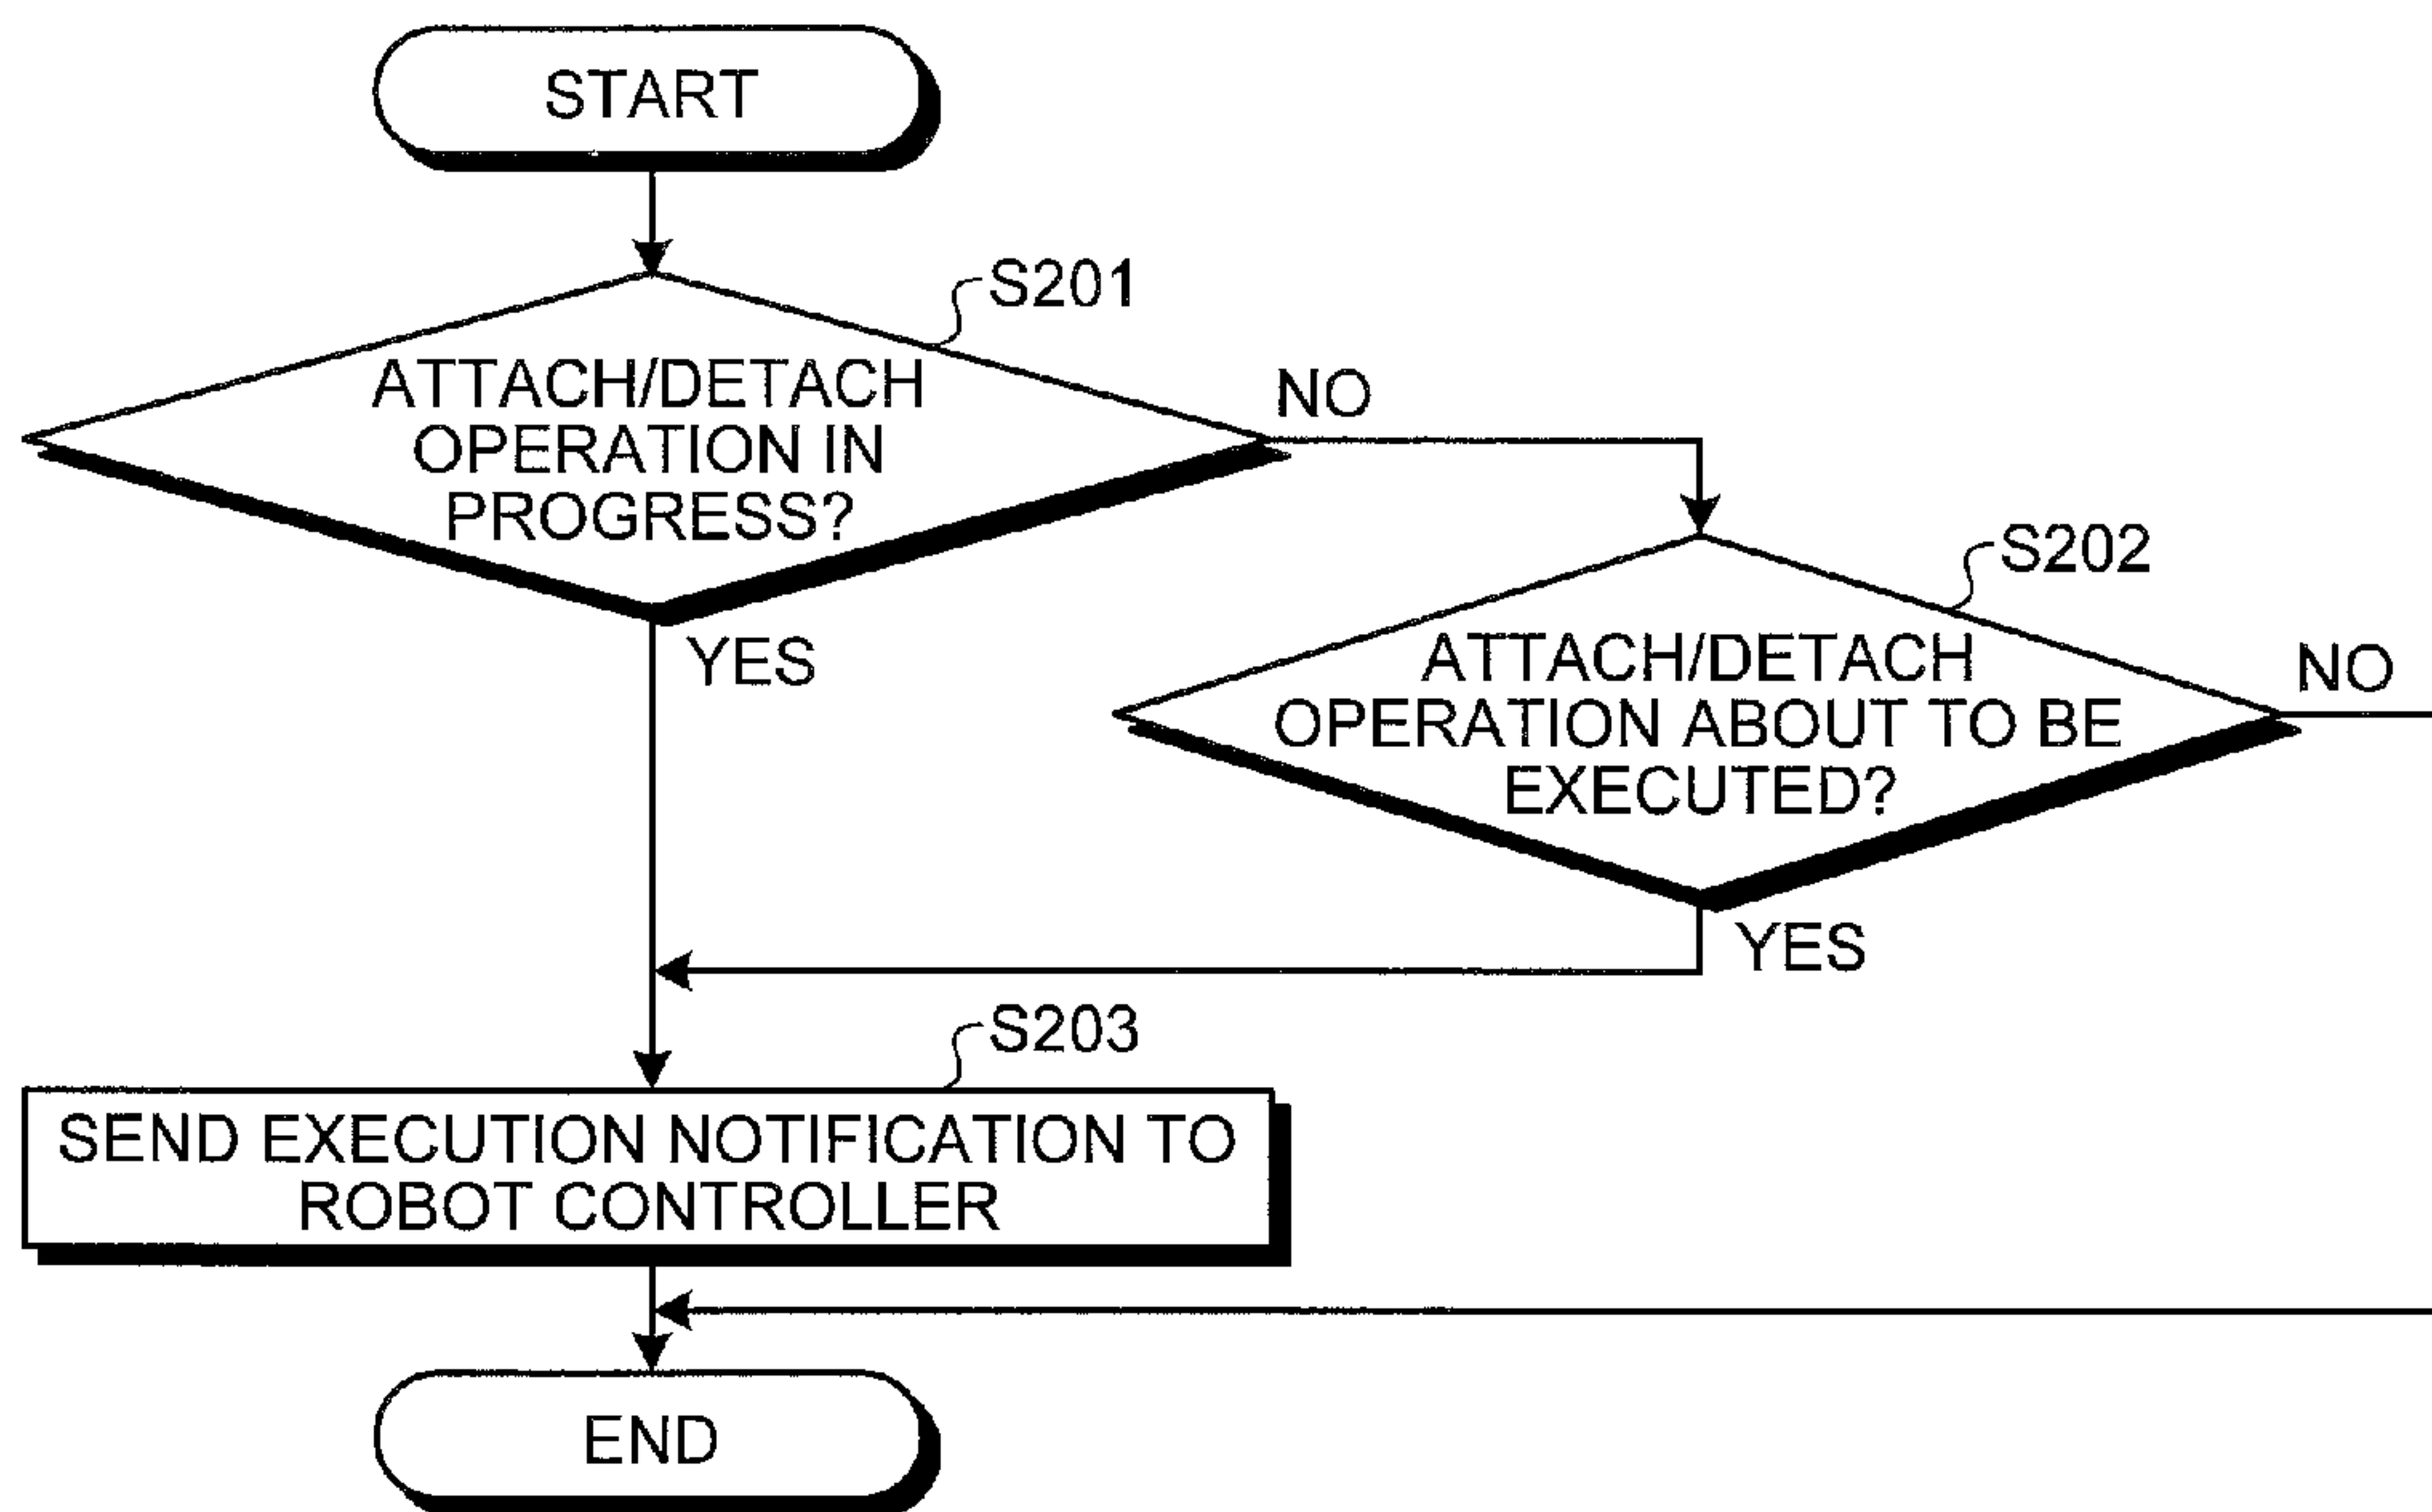 START
S201
ATTACH/DETACH
OPERATION IN
PROGRESS?
NO
YES
S202
ATTACH/DETACH
OPERATION ABOUT TO BE
EXECUTED?
NO
YES
S203
SEND EXECUTION NOTIFICATION TO
ROBOT CONTROLLER
END